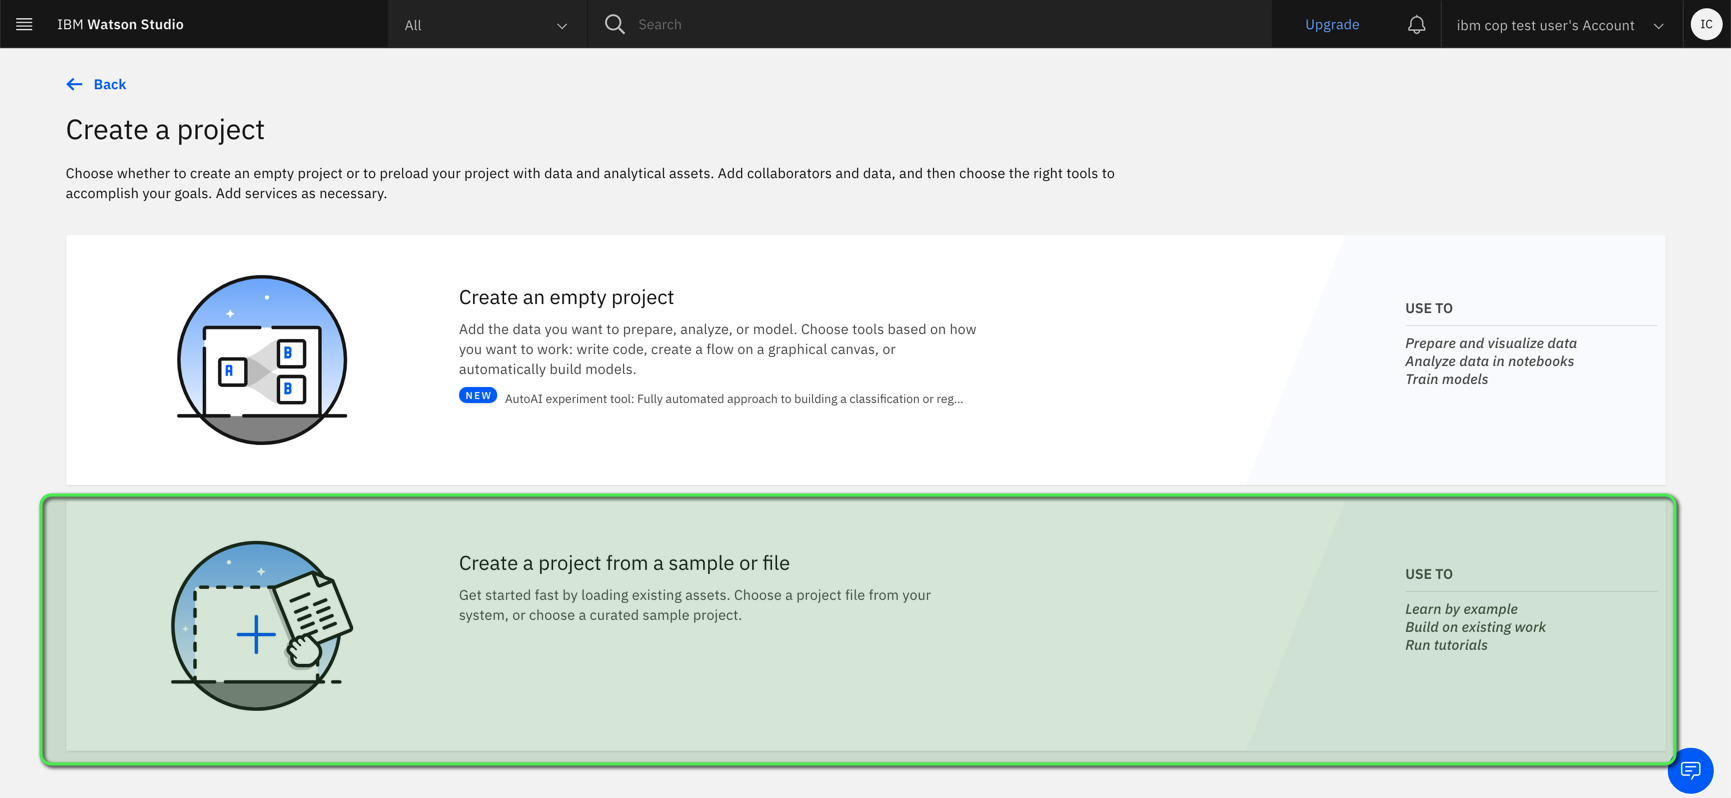 IBM Watson Studio
All
Search
Upgrade
ibm cop test user's Account
IC
Back
Create a project
Choose whether to create an empty project or to preload your project with data and analytical assets. Add collaborators and data, and then choose the right tools to
accomplish your goals. Add services as necessary.
A
B
B
Create an empty project
Add the data you want to prepare, analyze, or model. Choose tools based on how
you want to work: write code, create a flow on a graphical canvas, or
automatically build models.
NEW AutoAI experiment tool: Fully automated approach to building a classification or reg...
USE TO
Prepare and visualize data
Analyze data in notebooks
Train models
Create a project from a sample or file
Get started fast by loading existing assets. Choose a project file from your
system, or choose a curated sample project.
USE TO
Learn by example
Build on existing work
Run tutorials